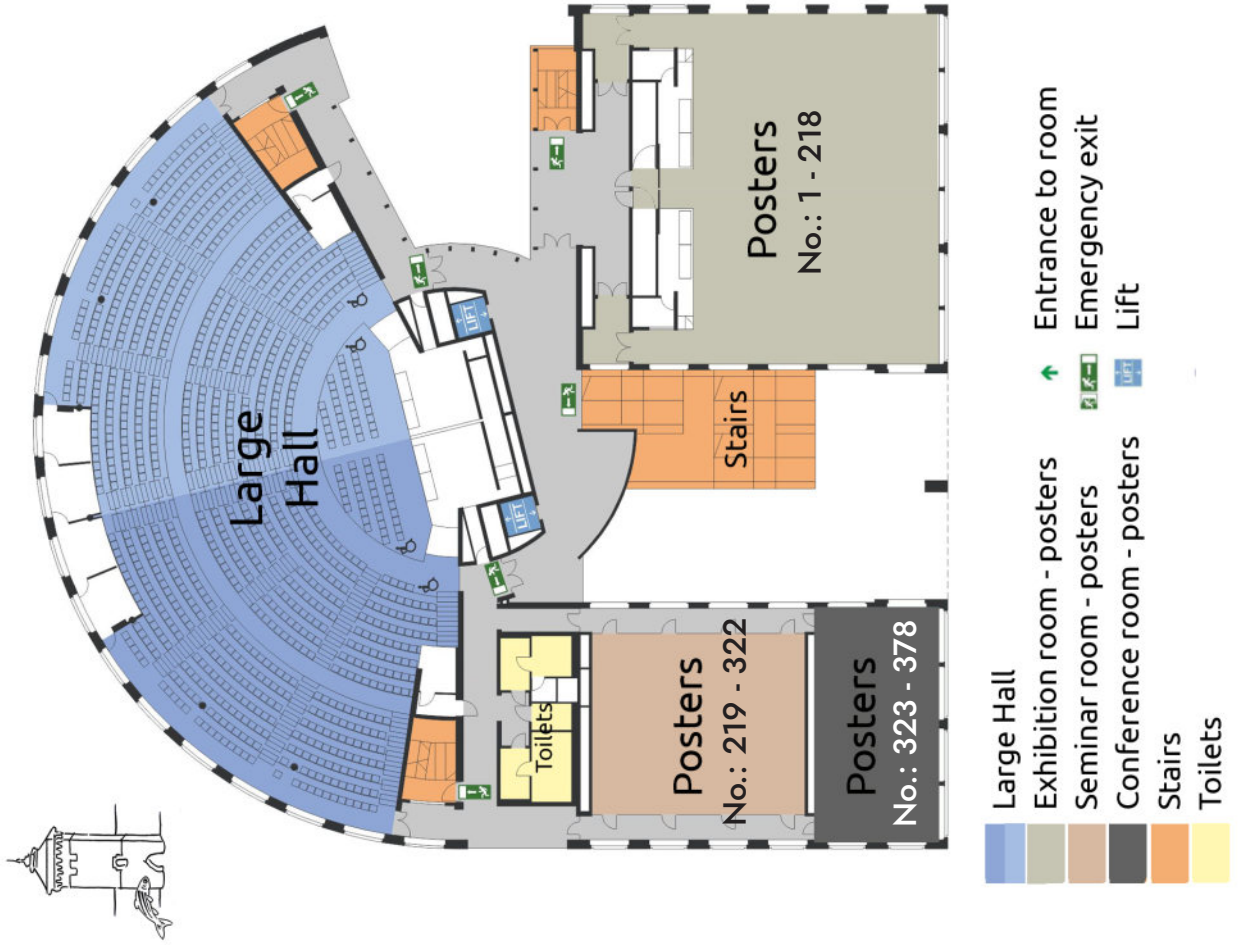 Large
Hall
LIFT
LIFT
Stairs
Toilets
Posters
No.: 1 - 218
Posters
No.: 219 - 322
Posters
No.: 323 - 378
Large Hall
Exhibition room - posters
Seminar room - posters
Conference room - posters
Stairs
Toilets
Entrance to room
Emergency exit
LIFT
Lift